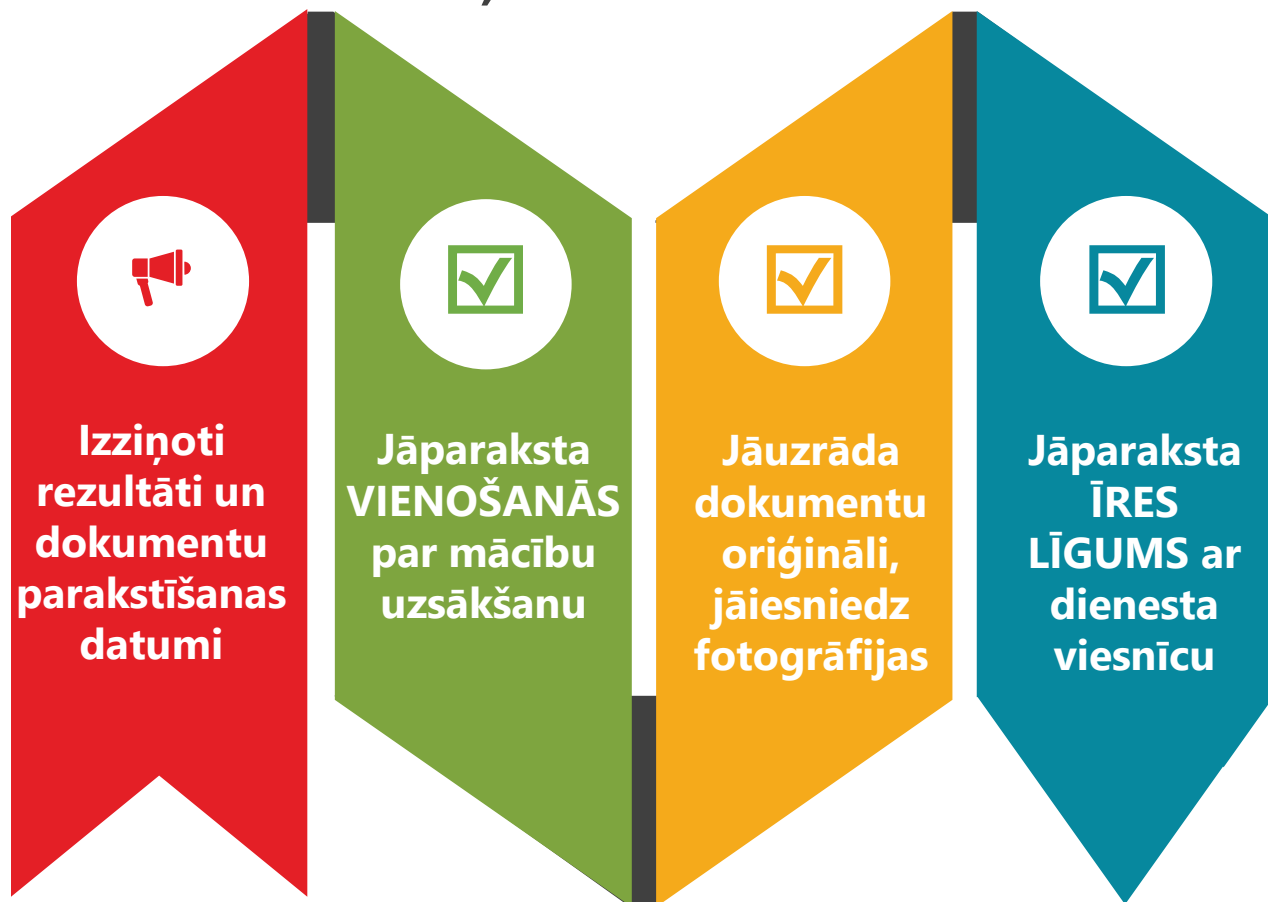 Izziņoti
rezultāti un
dokumentu
parakstīšanas
datumi
Jāparaksta
VIENOŠANĀS
par mācību
uzsākšanu
Jāuzrāda
dokumentu
oriģināli,
jāiesniedz
fotogrāfijas
Jāparaksta
ĪRES
LĪGUMS ar
dienesta
viesnīcu